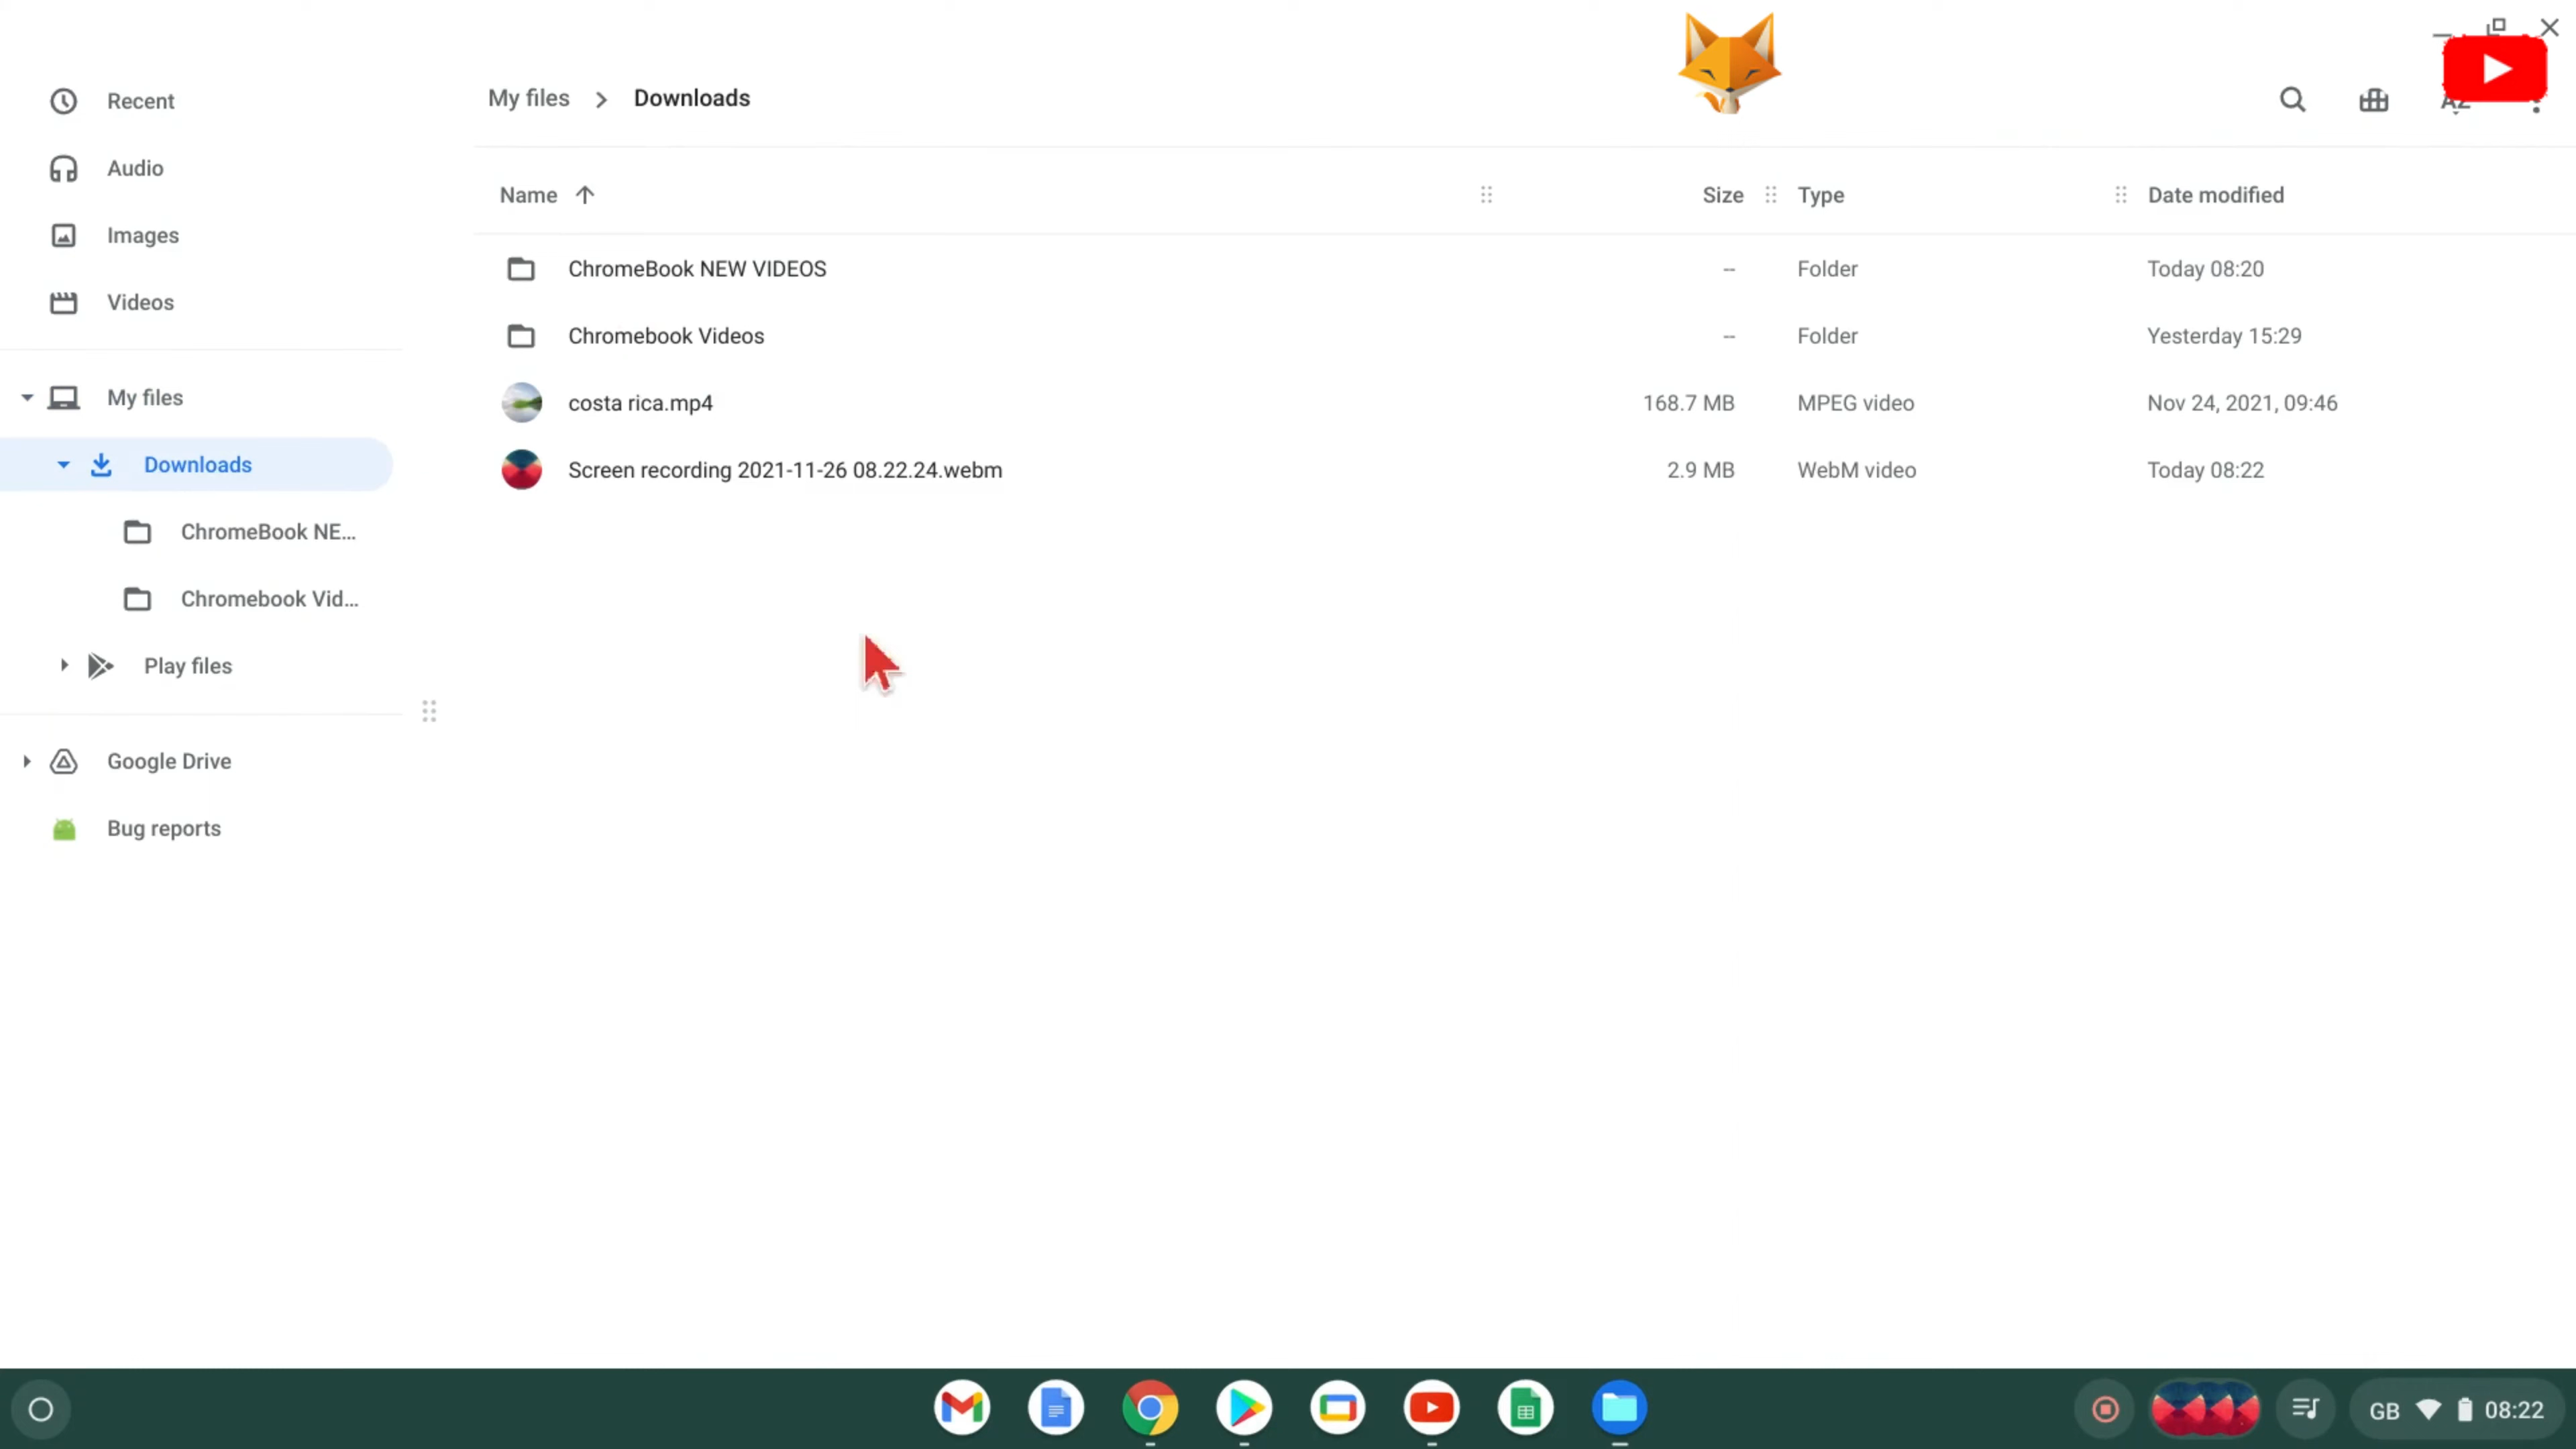 Recent
Audio
Images
Videos
My files
Downloads
ChromeBook NE...
Chromebook Vid...
Play files
Google Drive
Bug reports
My files > Downloads
Name Size Type Date modified
ChromeBook NEW VIDEOS -- Folder Today 08:20
Chromebook Videos -- Folder Yesterday 15:29
costa rica.mp4 168.7 MB MPEG video Nov 24, 2021, 09:46
Screen recording 2021-11-26 08.22.24.webm 2.9 MB WebM video Today 08:22
GB 08:22